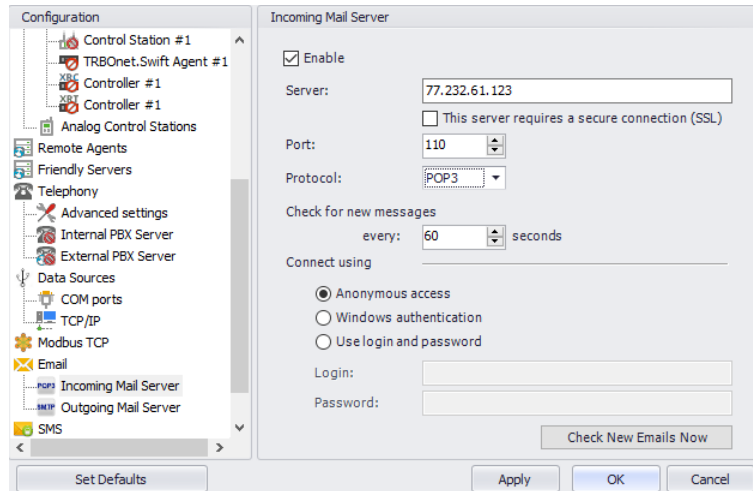 Configuration
Control Station #1
TRBOnet.Swift Agent #1
XRC Controller #1
XRT Controller #1
Analog Control Stations
Remote Agents
Friendly Servers
Telephony
Advanced settings
Internal PBX Server
External PBX Server
Data Sources
COM ports
TCP/IP
Modbus TCP
Email
POP3 Incoming Mail Server
SMTP Outgoing Mail Server
SMS
Set Defaults
Incoming Mail Server
Enable
Server: 77.232.61.123
This server requires a secure connection (SSL)
Port: 110
Protocol: POP3
Check for new messages
every: 60 seconds
Connect using
Anonymous access
Windows authentication
Use login and password
Login:
Password:
Check New Emails Now
Apply OK Cancel